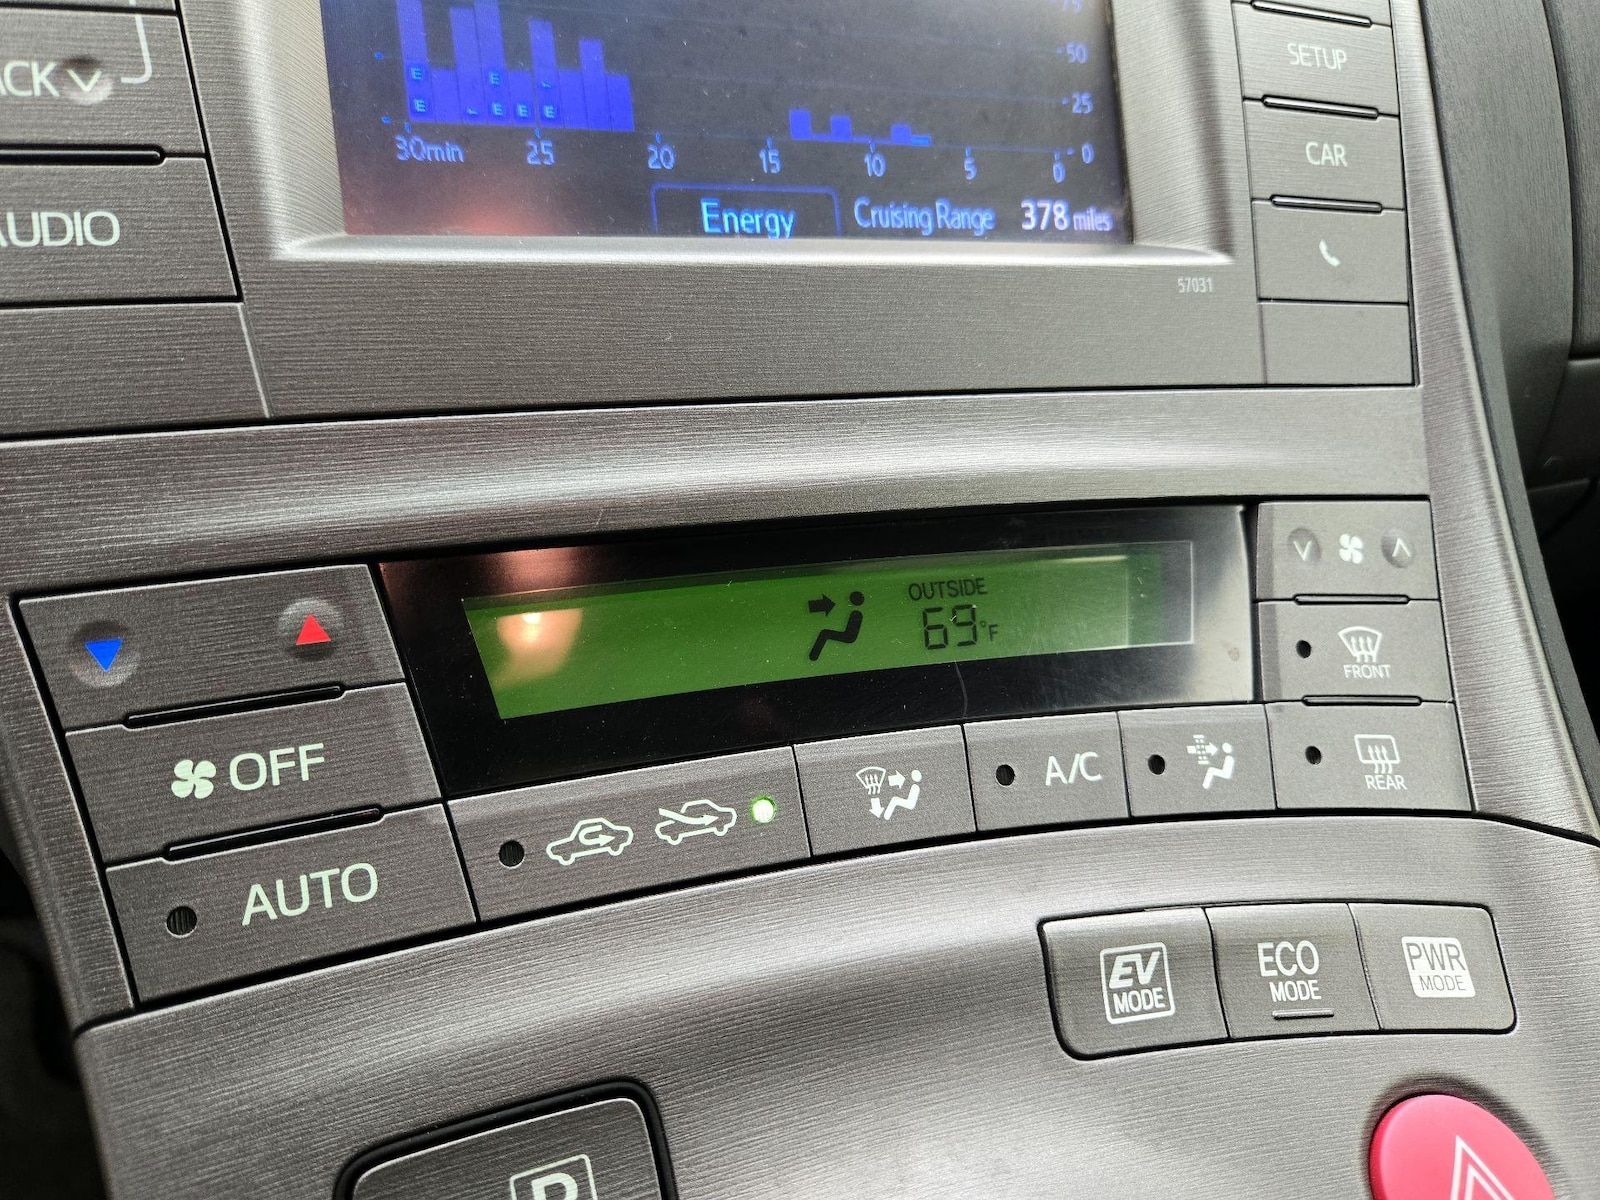 ACK
AUDIO
75
50
25
0
E
E
E
E
E
30min 25 20 15 10 5 0
Energy Cruising Range 378 miles
57031
SETUP
CAR
OUTSIDE
69°F
FRONT
REAR
OFF
AUTO
A/C
EV
MODE
ECO
MODE
PWR
MODE
P